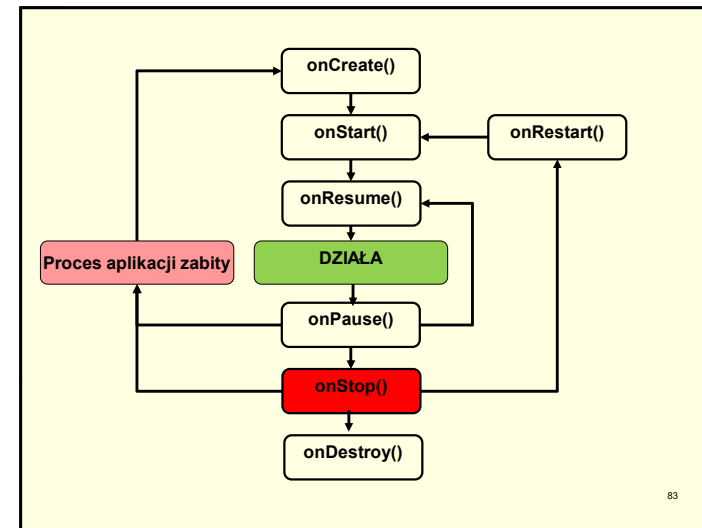 onCreate()
onStart()
onRestart()
onResume()
Proces aplikacji zabity
DZIAŁA
onPause()
onStop()
onDestroy()
83